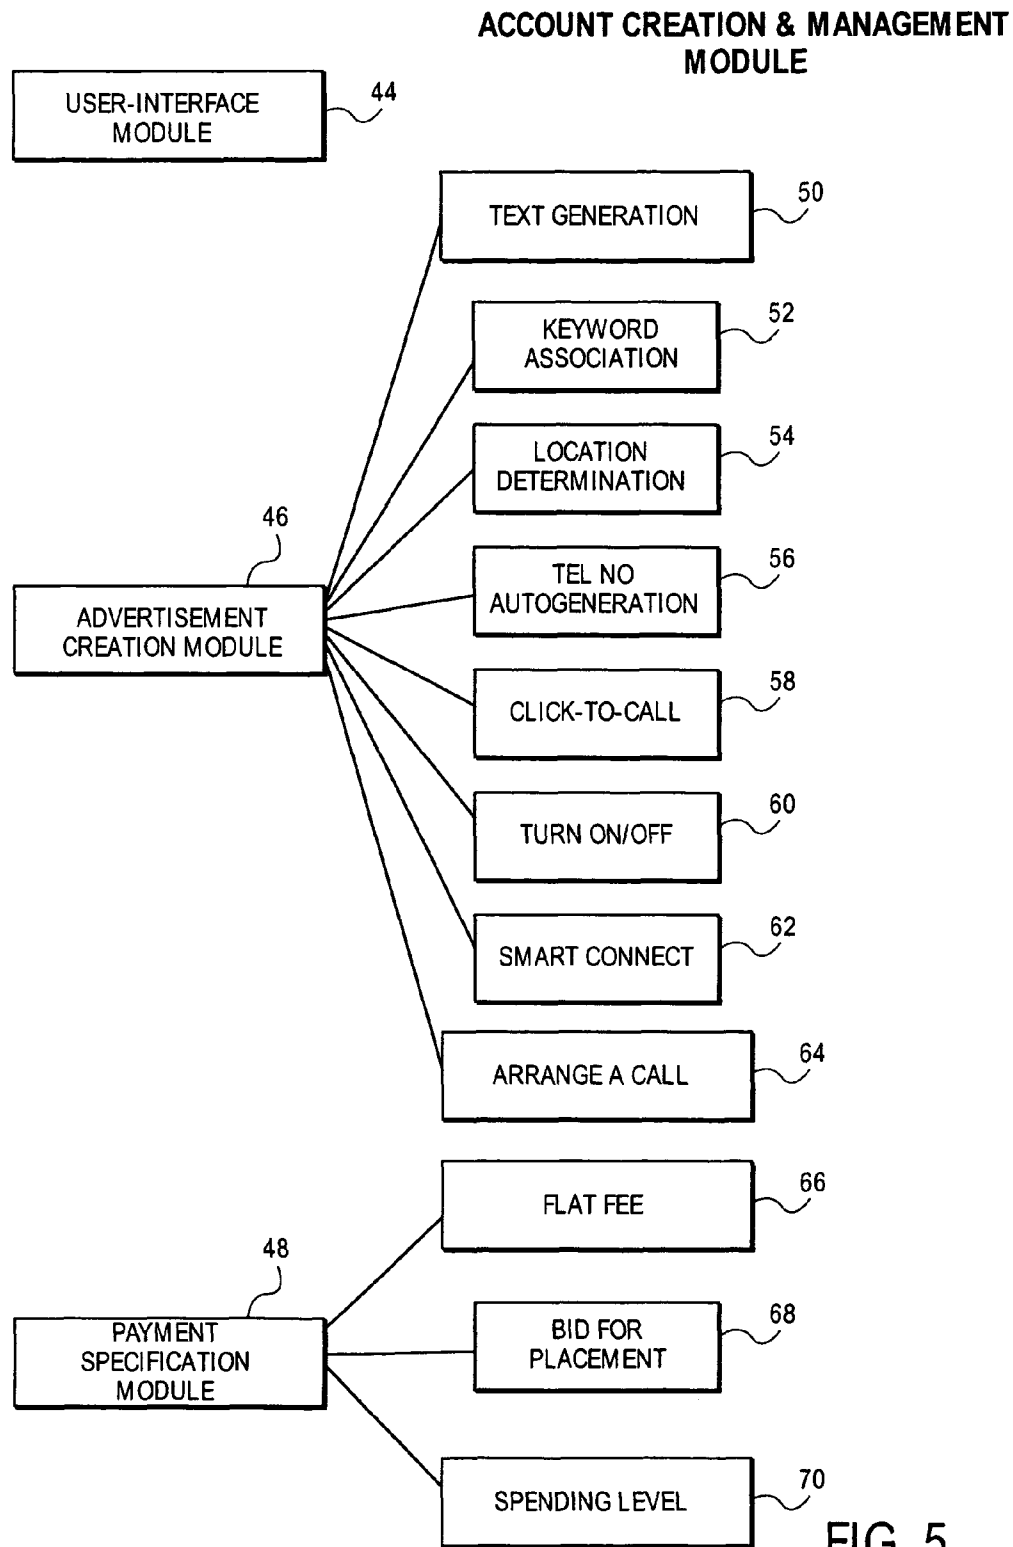 ACCOUNT CREATION & MANAGEMENT
MODULE
USER-INTERFACE
MODULE
44
TEXT GENERATION
50
KEYWORD
ASSOCIATION
52
LOCATION
DETERMINATION
54
46
ADVERTISEMENT
CREATION MODULE
TEL NO
AUTOGENERATION
56
CLICK-TO-CALL
58
TURN ON/OFF
60
SMART CONNECT
62
ARRANGE A CALL
64
FLAT FEE
66
48
PAYMENT
SPECIFICATION
MODULE
BID FOR
PLACEMENT
68
SPENDING LEVEL
70
FIG. 5